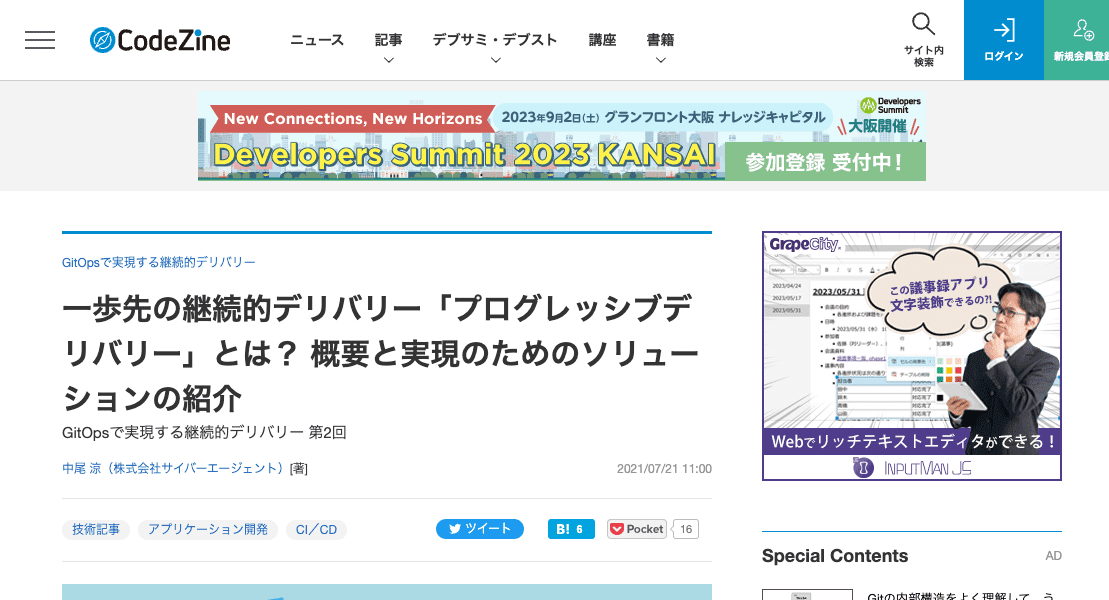 CodeZine
ニュース
記事
デブサミ・デブスト
講座
書籍
サイト内
検索
ログイン
新規会員登録
New Connections, New Horizons
2023年9月2日(土) グランフロント大阪 ナレッジキャピタル
Developers
Summit
大阪開催
Developers Summit 2023 KANSAI
参加登録 受付中！
GitOpsで実現する継続的デリバリー
一歩先の継続的デリバリー「プログレッシブデ
リバリー」とは？ 概要と実現のためのソリュー
ションの紹介
GitOpsで実現する継続的デリバリー 第2回
中尾 涼（株式会社サイバーエージェント）[著]
2021/07/21 11:00
技術記事
アプリケーション開発
CI／CD
ツイート
B! 6
Pocket
16
GrapeCity
この議事録アプリ
文字装飾できるの?!
2023/04/24
2023/05/17
2023/05/31
2023/05/31
Webでリッチテキストエディタができる！
INPUTMAN JS
Special Contents
AD
Gitの内部構造をよく理解して、う